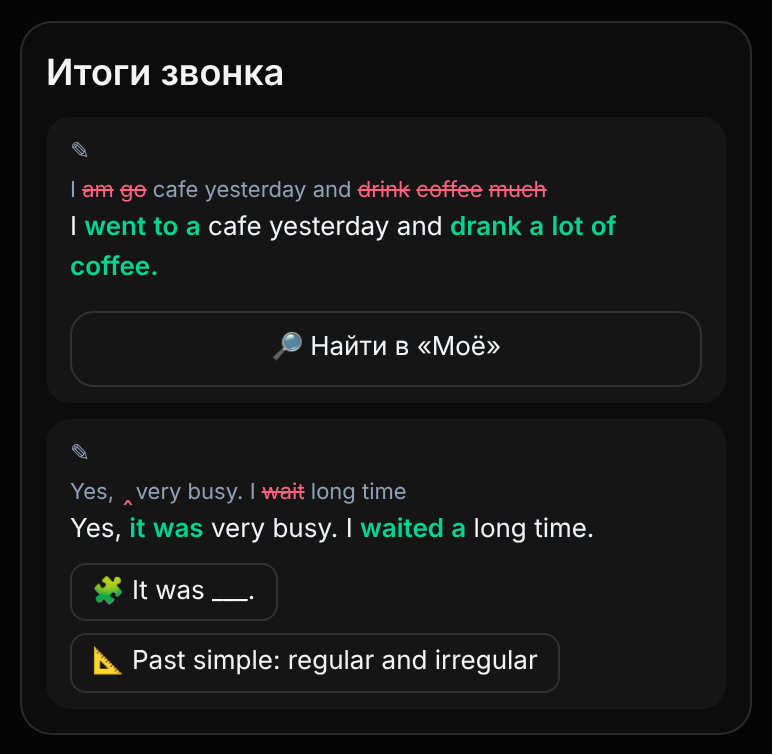 Итоги звонка
✎
I am go cafe yesterday and drink coffee much
I went to a cafe yesterday and drank a lot of
coffee.
🔎 Найти в «Моё»
✎
Yes, ‸very busy. I wait long time
Yes, it was very busy. I waited a long time.
🧩 It was ___.
📐 Past simple: regular and irregular